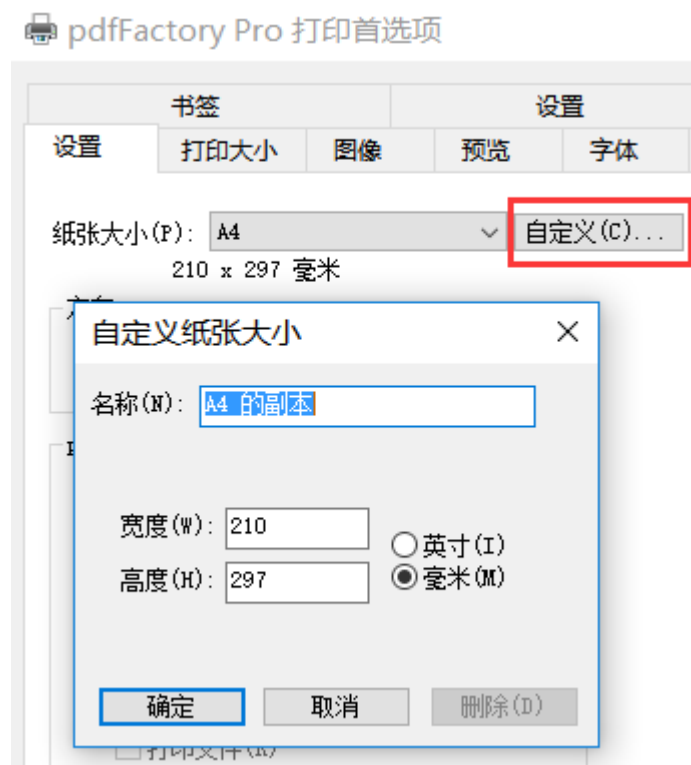 pdfFactory Pro 打印首选项
书签 设置
设置 打印大小 图像 预览 字体
纸张大小(P): A4 自定义(C)...
210 x 297 毫米
自定义纸张大小
名称(N): A4 的副本
宽度(W): 210
英寸(I)
高度(H): 297
毫米(M)
确定 取消 删除(D)